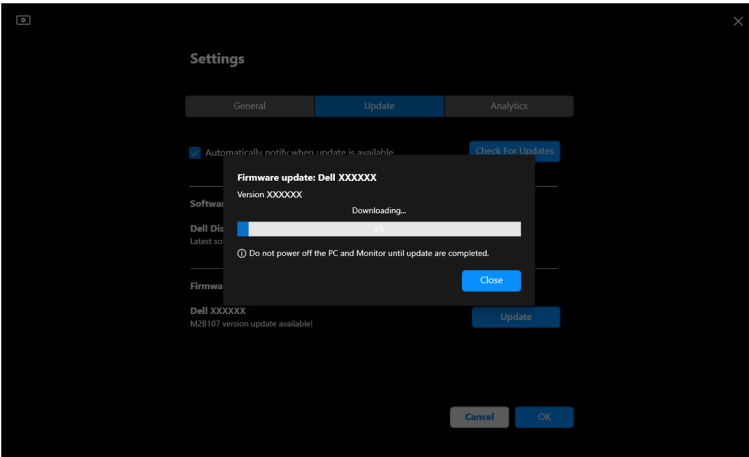 Settings
General
Update
Analytics
Automatically notify when update is available
Check For Updates
Firmware update: Dell XXXXXX
Version XXXXXX
Downloading...
4%
Do not power off the PC and Monitor until update are completed.
Close
Dell XXXXXX
M2B107 version update available!
Update
Cancel
OK